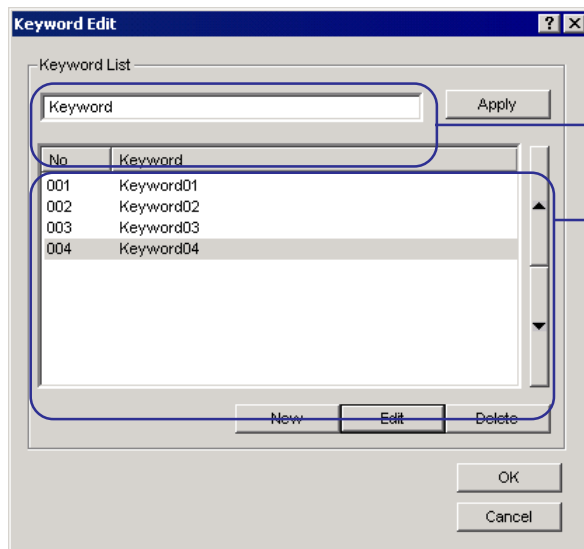 Keyword Edit ? ×
Keyword List
Keyword Apply
No Keyword
001 Keyword01
002 Keyword02
003 Keyword03
004 Keyword04
New Edit Delete
OK
Cancel